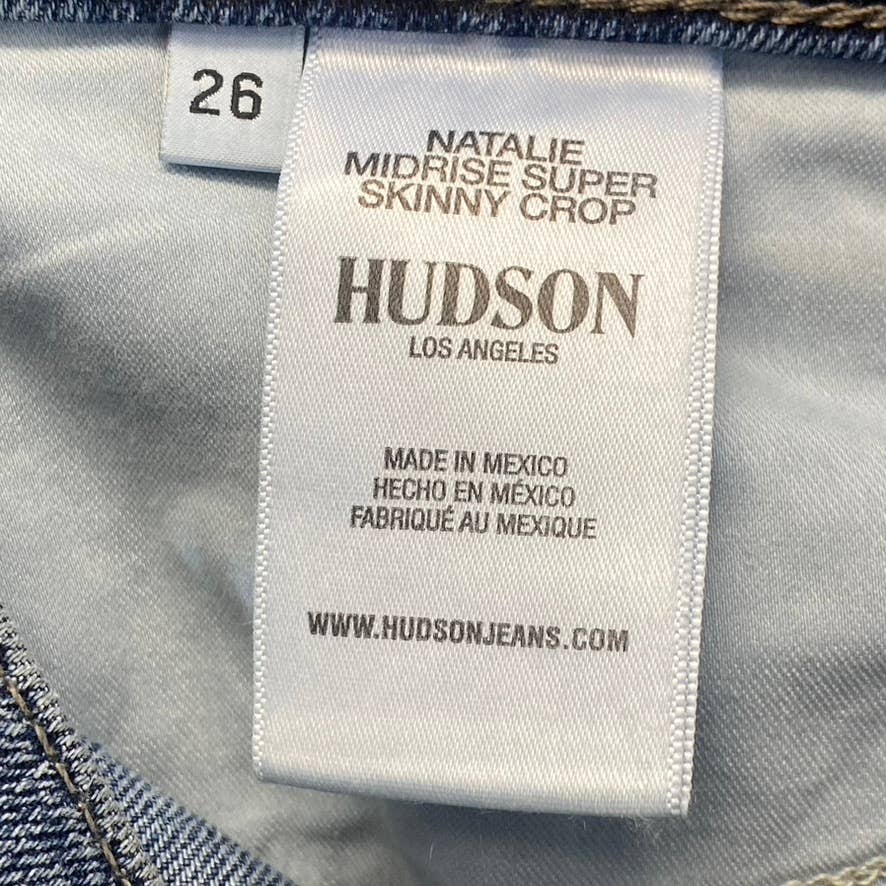 26
NATALIE
MIDRISE SUPER
SKINNY CROP
HUDSON
LOS ANGELES
MADE IN MEXICO
HECHO EN MÉXICO
FABRIQUÉ AU MEXIQUE
WWW.HUDSONJEANS.COM